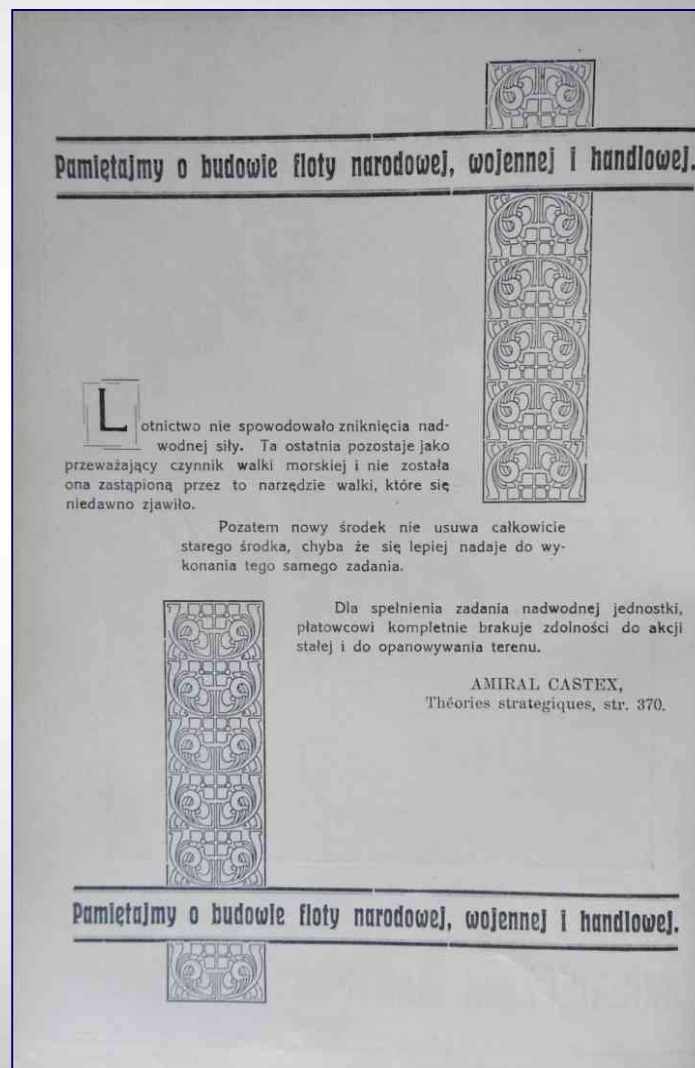 Pamiętajmy o budowie floty narodowej, wojennej i handlowej.
Lotnictwo nie spowodowało zniknięcia nad-
wodnej siły. Ta ostatnia pozostaje jako
przeważający czynnik walki morskiej i nie została
ona zastąpioną przez to narzędzie walki, które się
niedawno zjawiło.
Pozatem nowy środek nie usuwa całkowicie
starego środka, chyba że się lepiej nadaje do wy-
konania tego samego zadania.
Dla spełnienia zadania nadwodnej jednostki,
płatowcowi kompletnie brakuje zdolności do akcji
stałej i do opanowywania terenu.
AMIRAL CASTEX,
Théories strategiques, str. 370.
Pamiętajmy o budowie floty narodowej, wojennej i handlowej.